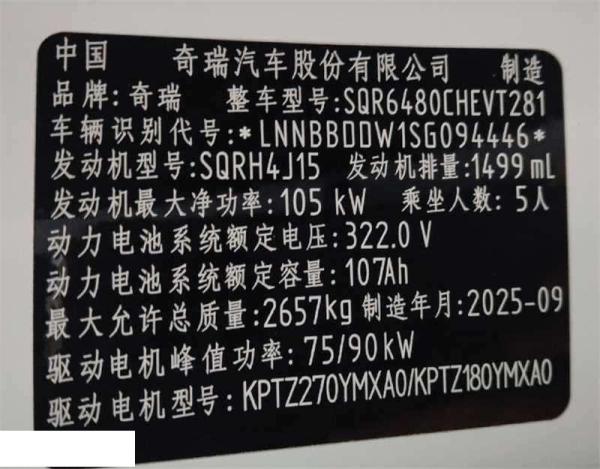 中国 奇瑞汽车股份有限公司 制造
品牌:奇瑞 整车型号:SQR6480CHEVT281
车辆识别代号:*LNNBBDDW1SG094446*
发动机型号:SQRH4J15 发动机排量:1499mL
发动机最大净功率:105 kW 乘坐人数:5人
动力电池系统额定电压:322.0 V
动力电池系统额定容量:107Ah
最大允许总质量:2657kg 制造年月:2025-09
驱动电机峰值功率:75/90kW
驱动电机型号:KPTZ270YMXA0/KPTZ180YMXA0